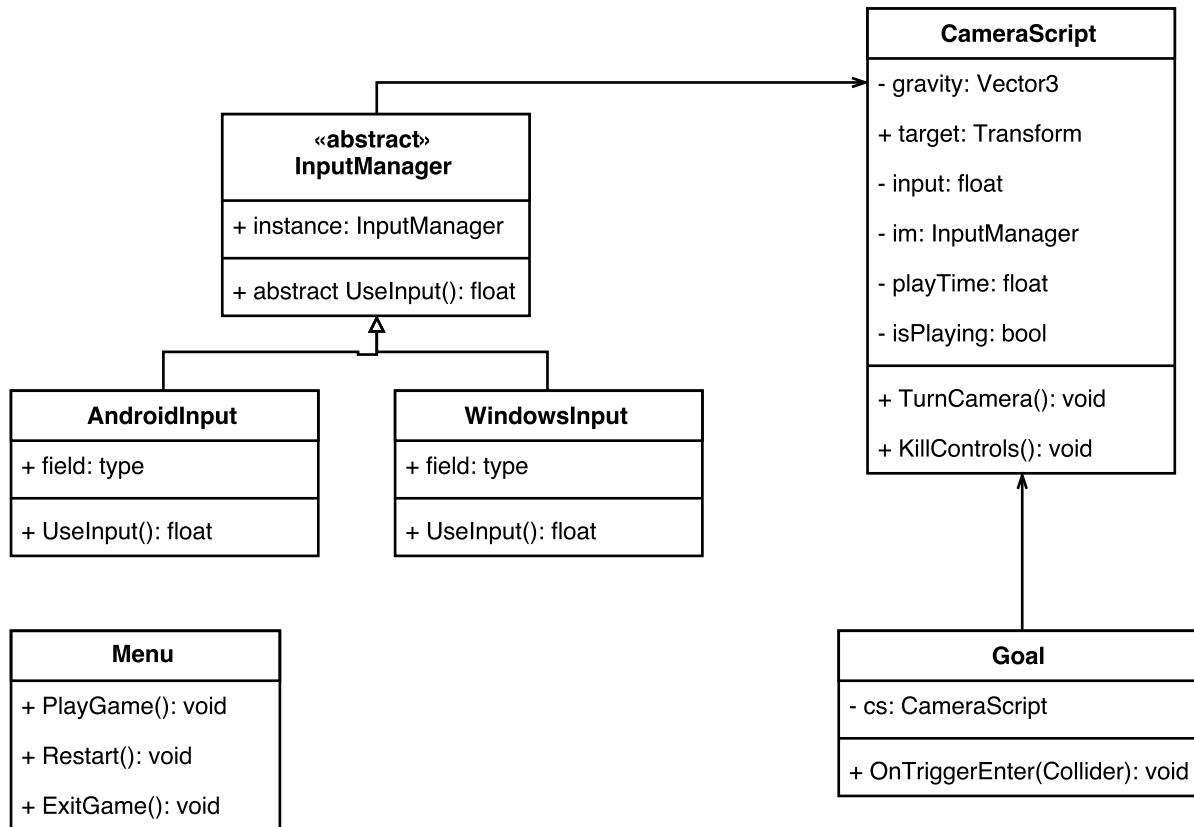 CameraScript
- gravity: Vector3
+ target: Transform
- input: float
- im: InputManager
- playTime: float
- isPlaying: bool
+ TurnCamera(): void
+ KillControls(): void
«abstract»
InputManager
+ instance: InputManager
+ abstract UseInput(): float
AndroidInput
+ field: type
+ UseInput(): float
WindowsInput
+ field: type
+ UseInput(): float
Menu
+ PlayGame(): void
+ Restart(): void
+ ExitGame(): void
Goal
- cs: CameraScript
+ OnTriggerEnter(Collider): void